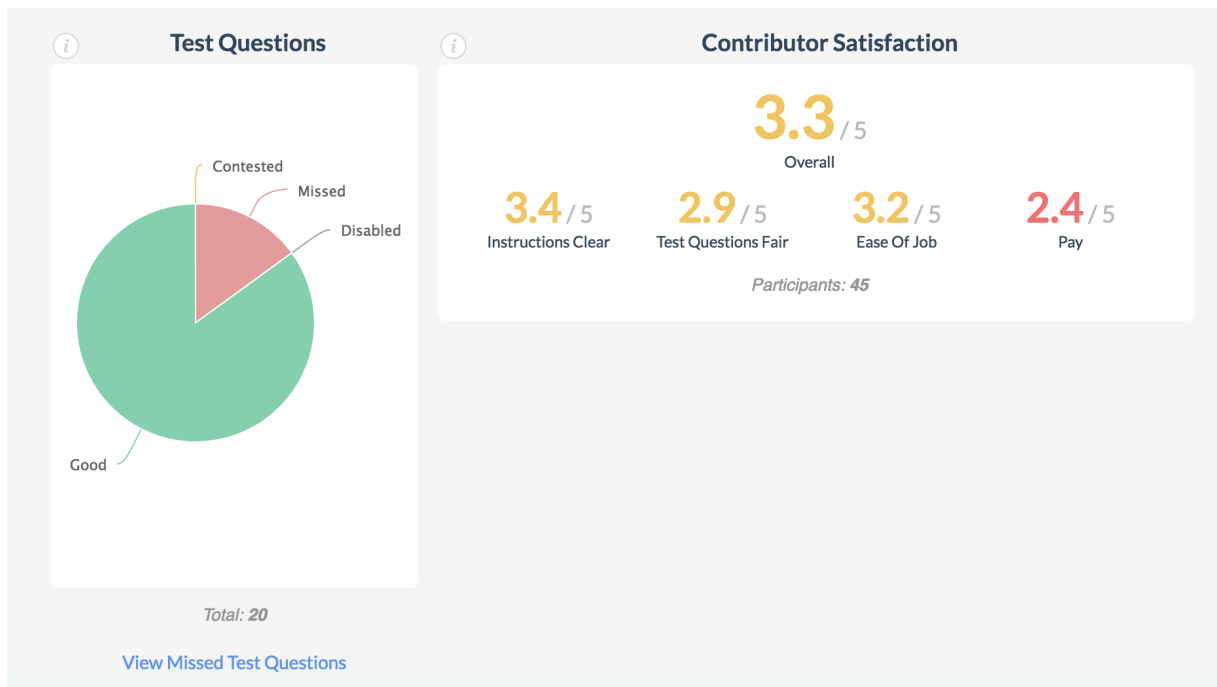 Test Questions
Contested
Missed
Disabled
Good
Total: 20
View Missed Test Questions
Contributor Satisfaction
3.3 / 5
Overall
3.4 / 5 2.9 / 5 3.2 / 5 2.4 / 5
Instructions Clear Test Questions Fair Ease Of Job Pay
Participants: 45